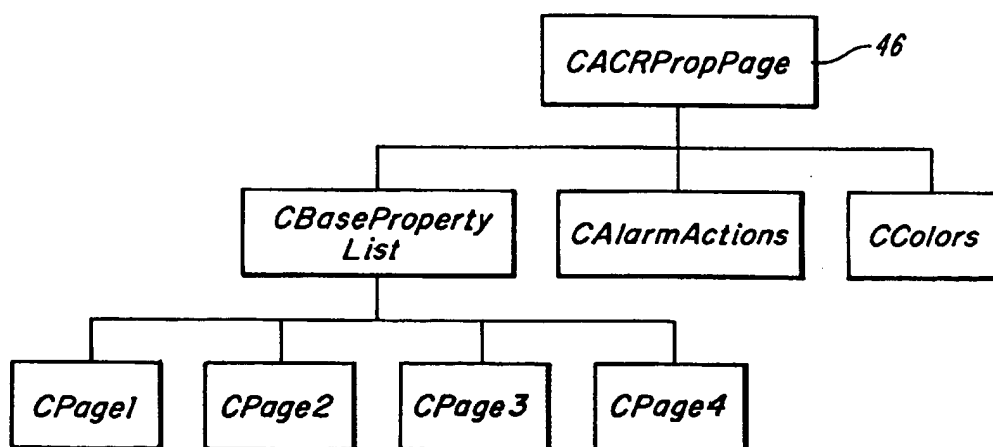 CACRPropPage
46
CBaseProperty
List
CAlarmActions
CColors
CPage1
CPage2
CPage3
CPage4